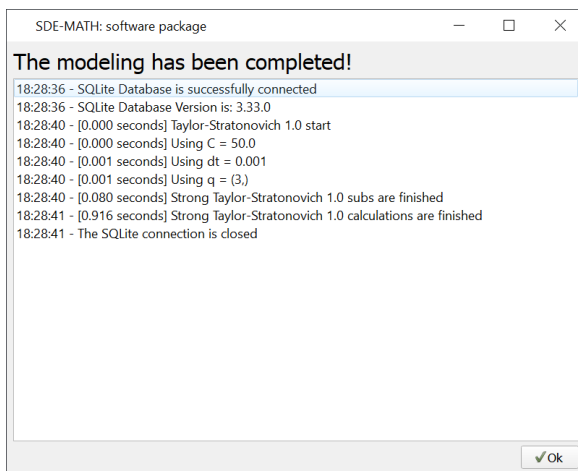 SDE-MATH: software package
The modeling has been completed!
18:28:36 - SQLite Database is successfully connected
18:28:36 - SQLite Database Version is: 3.33.0
18:28:40 - [0.000 seconds] Taylor-Stratonovich 1.0 start
18:28:40 - [0.000 seconds] Using C = 50.0
18:28:40 - [0.001 seconds] Using dt = 0.001
18:28:40 - [0.001 seconds] Using q = (3,)
18:28:40 - [0.080 seconds] Strong Taylor-Stratonovich 1.0 subs are finished
18:28:41 - [0.916 seconds] Strong Taylor-Stratonovich 1.0 calculations are finished
18:28:41 - The SQLite connection is closed
Ok